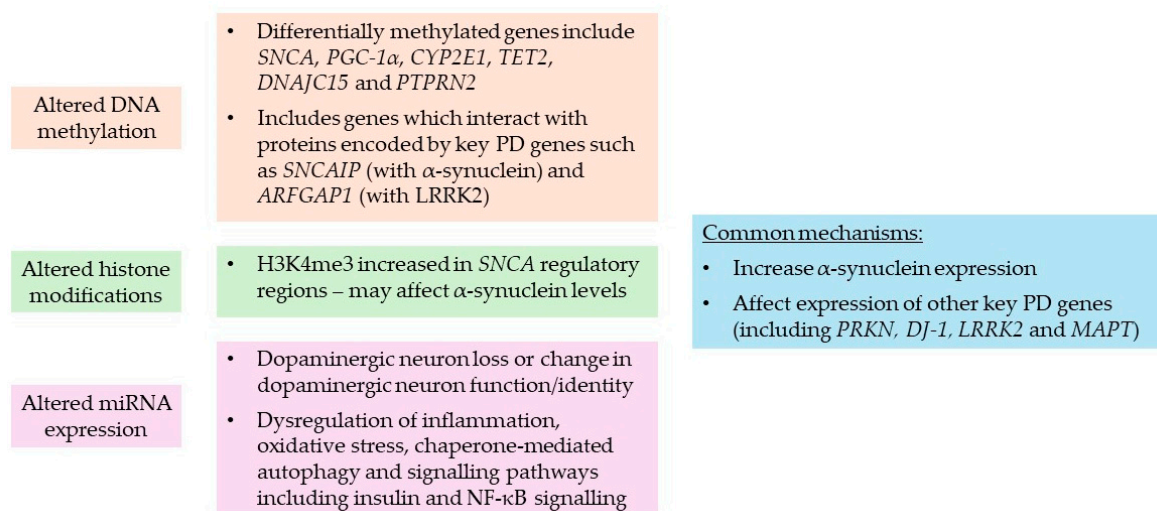 Altered DNA
methylation
• Differentially methylated genes include
SNCA, PGC-1α, CYP2E1, TET2,
DNAJC15 and PTPRN2
• Includes genes which interact with
proteins encoded by key PD genes such
as SNCAIP (with α-synuclein) and
ARFGAP1 (with LRRK2)
Altered histone
modifications
• H3K4me3 increased in SNCA regulatory
regions – may affect α-synuclein levels
Altered miRNA
expression
• Dopaminergic neuron loss or change in
dopaminergic neuron function/identity
• Dysregulation of inflammation,
oxidative stress, chaperone-mediated
autophagy and signalling pathways
including insulin and NF-κB signalling
Common mechanisms:
• Increase α-synuclein expression
• Affect expression of other key PD genes
(including PRKN, DJ-1, LRRK2 and MAPT)